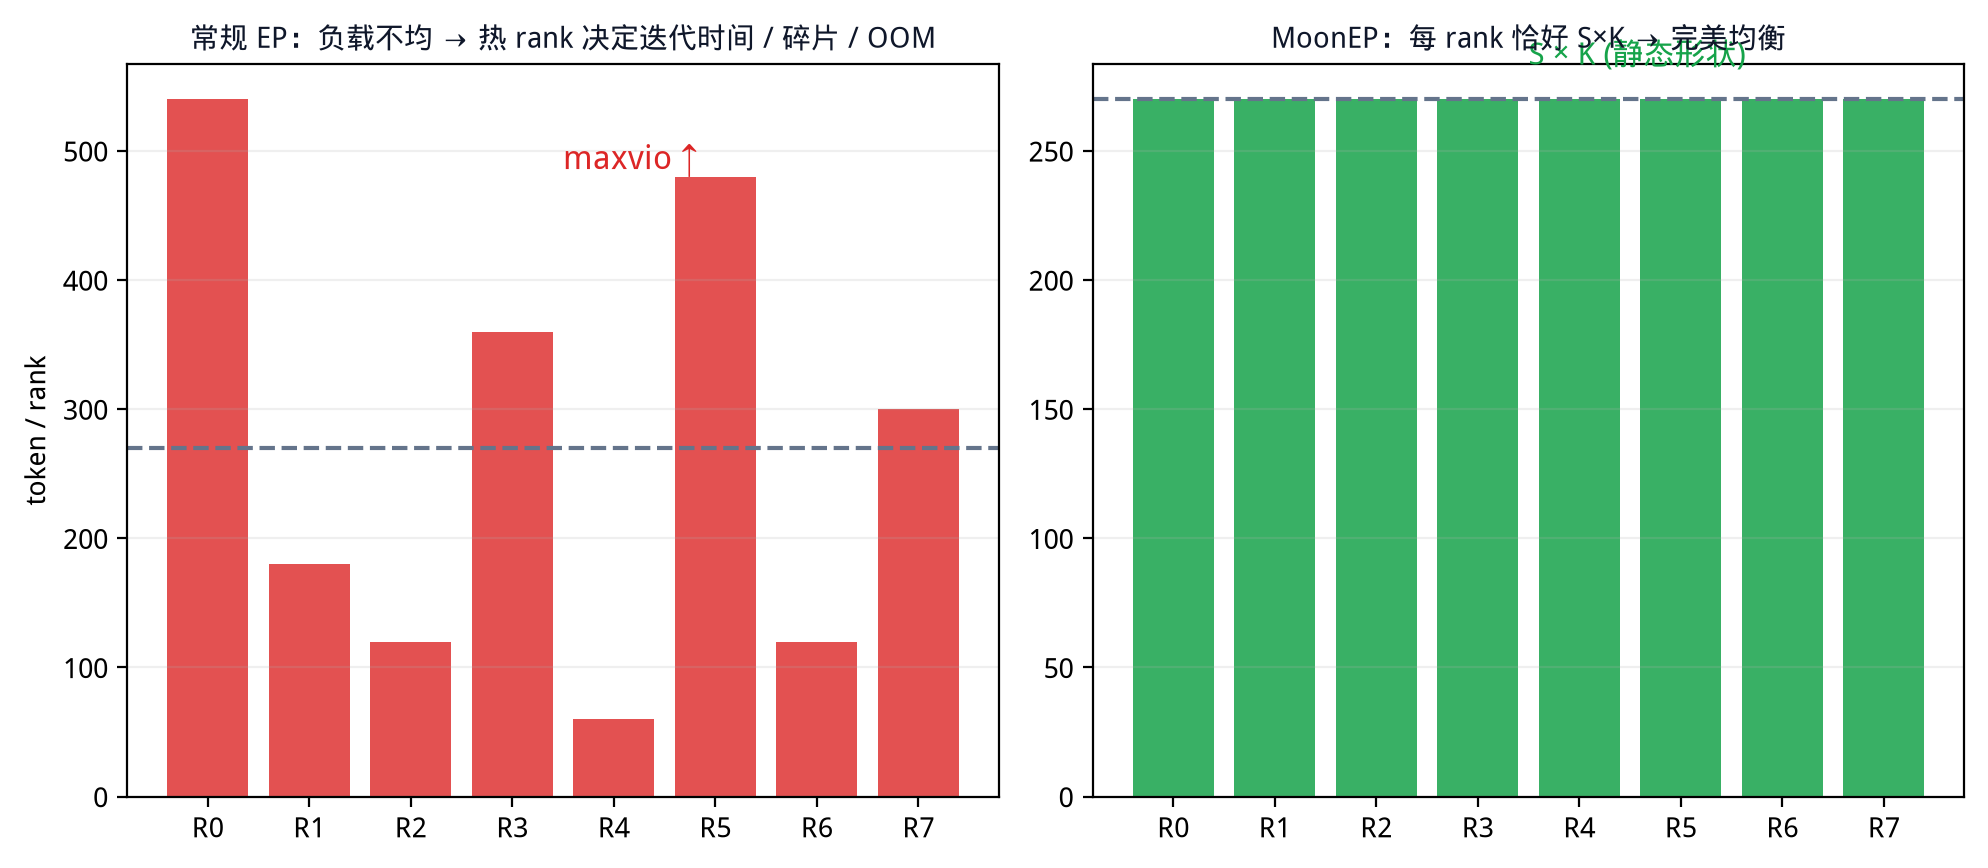 常规 EP：负载不均 → 热 rank 决定迭代时间 / 碎片 / OOM
token / rank
500
400
300
200
100
0
maxvio ↑
R0 R1 R2 R3 R4 R5 R6 R7
MoonEP：每 rank 恰好 S×K → 完美均衡
S × K (静态形状)
250
200
150
100
50
0
R0 R1 R2 R3 R4 R5 R6 R7